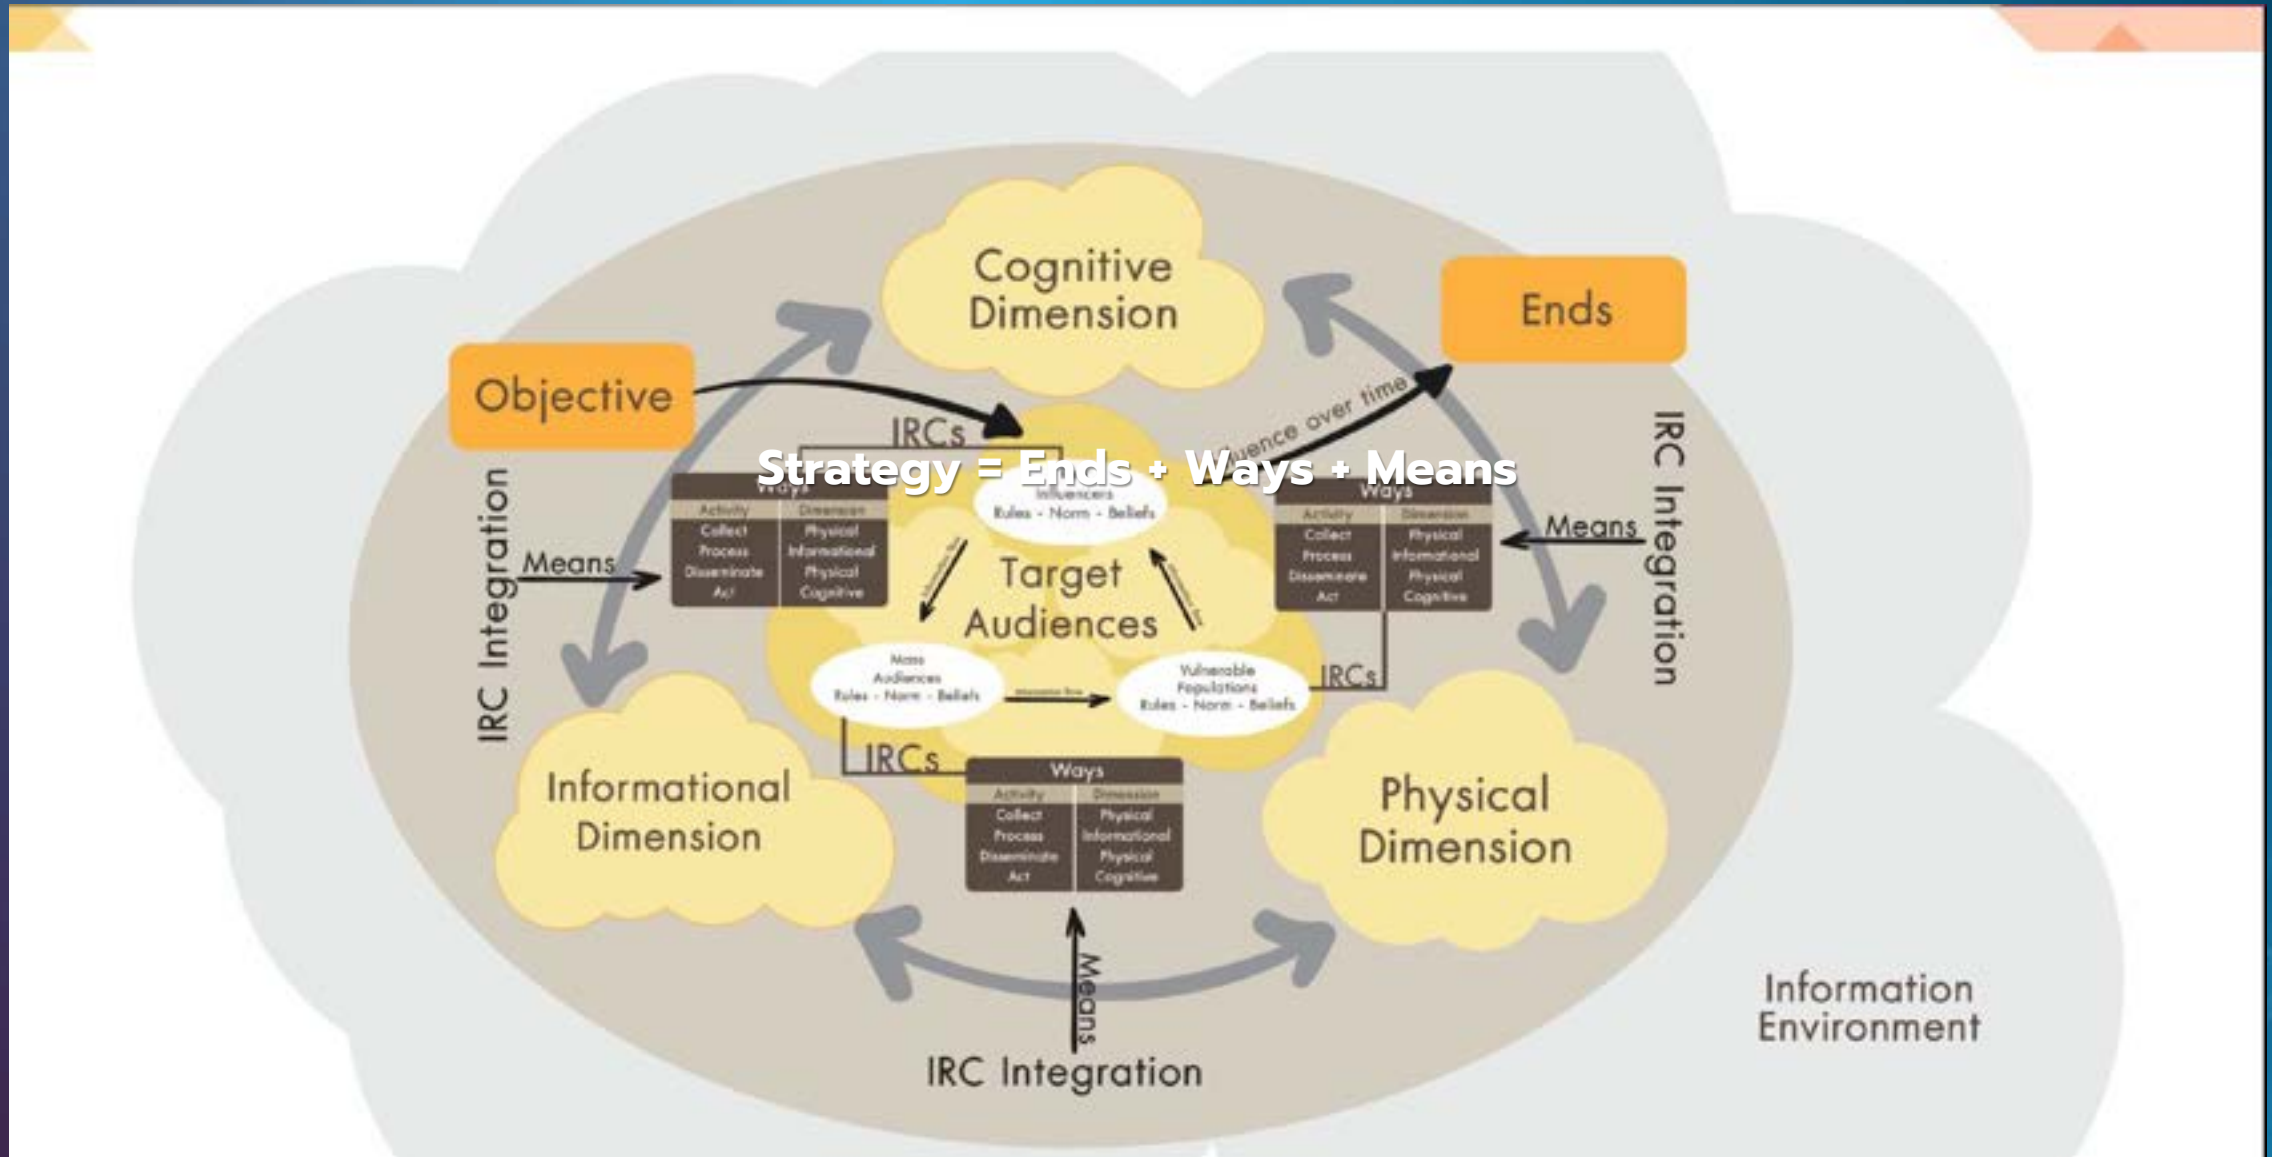 Cognitive
Dimension
Ends
Objective
over time
IRCs
Strategy = Ends + Ways + Means
IRC Integration
Means
Ways
Activity Dimension
Collect Physical
Process Informational
Disseminate Physical
Act Cognitive
Influencers
Rules - Norm - Beliefs
Ways
Activity Dimension
Collect Physical
Process Informational
Disseminate Physical
Act Cognitive
Means
IRC Integration
Target
Audiences
Mass
Audiences
Rules - Norm - Beliefs
Vulnerable
Populations
Rules - Norm - Beliefs
IRCs
IRCs
Ways
Activity Dimension
Collect Physical
Process Informational
Disseminate Physical
Act Cognitive
Informational
Dimension
Physical
Dimension
Means
IRC Integration
Information
Environment